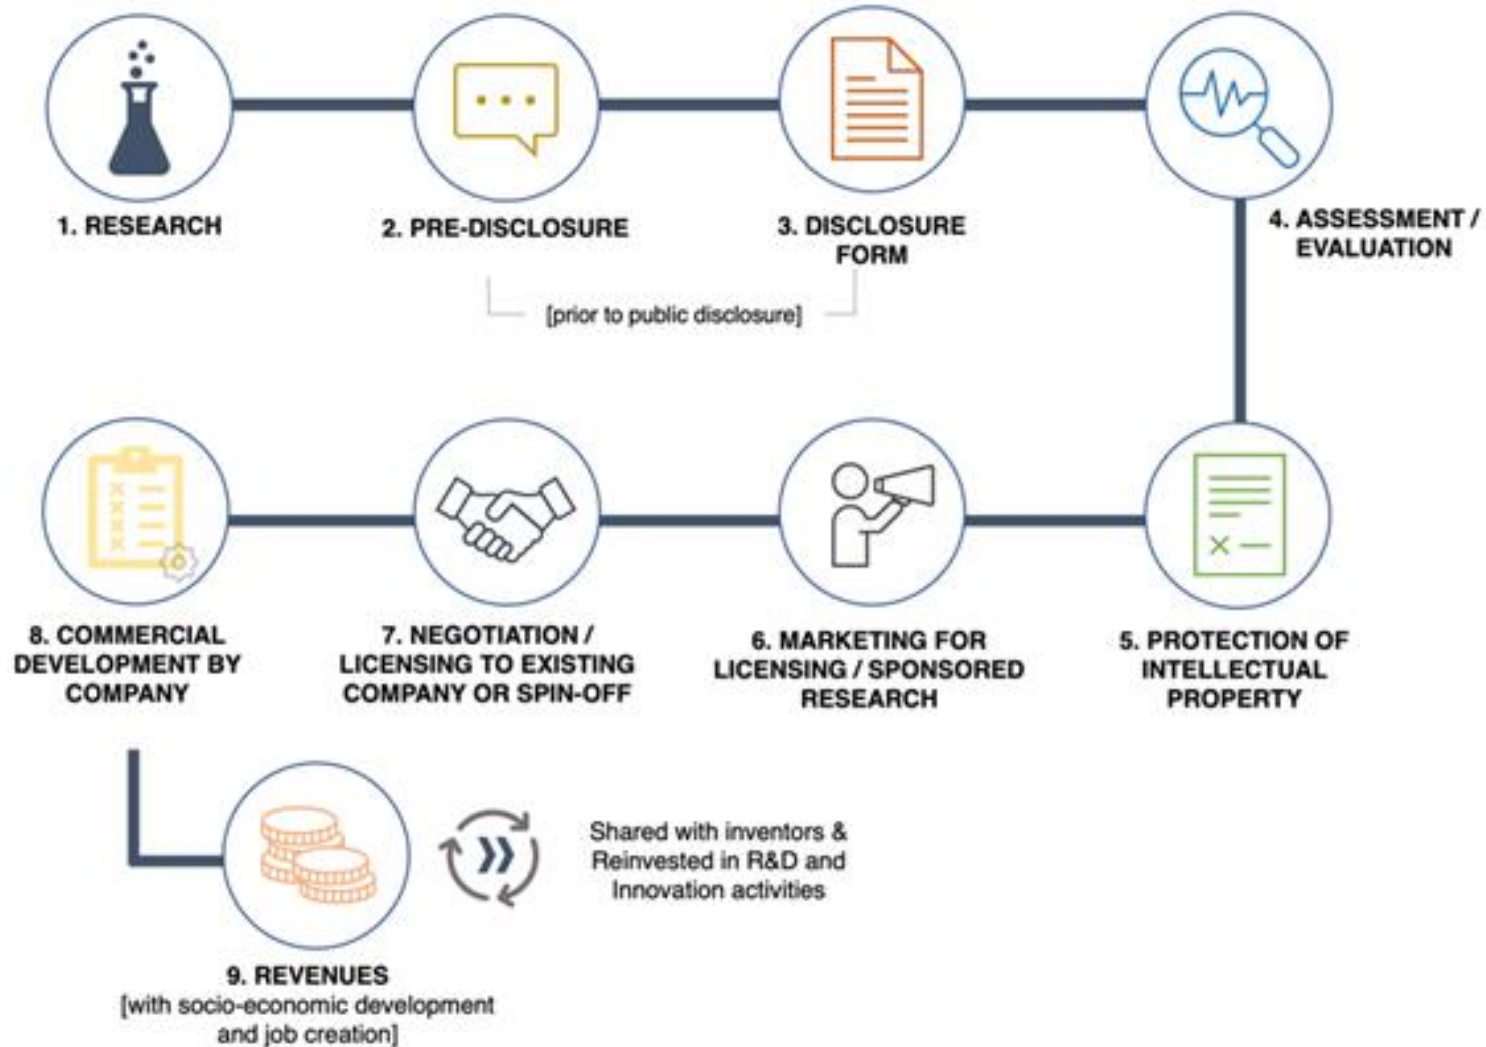 1. RESEARCH
2. PRE-DISCLOSURE
3. DISCLOSURE
FORM
[prior to public disclosure]
4. ASSESSMENT /
EVALUATION
5. PROTECTION OF
INTELLECTUAL
PROPERTY
6. MARKETING FOR
LICENSING / SPONSORED
RESEARCH
7. NEGOTIATION /
LICENSING TO EXISTING
COMPANY OR SPIN-OFF
8. COMMERCIAL
DEVELOPMENT BY
COMPANY
Shared with inventors &
Reinvested in R&D and
Innovation activities
9. REVENUES
[with socio-economic development
and job creation]